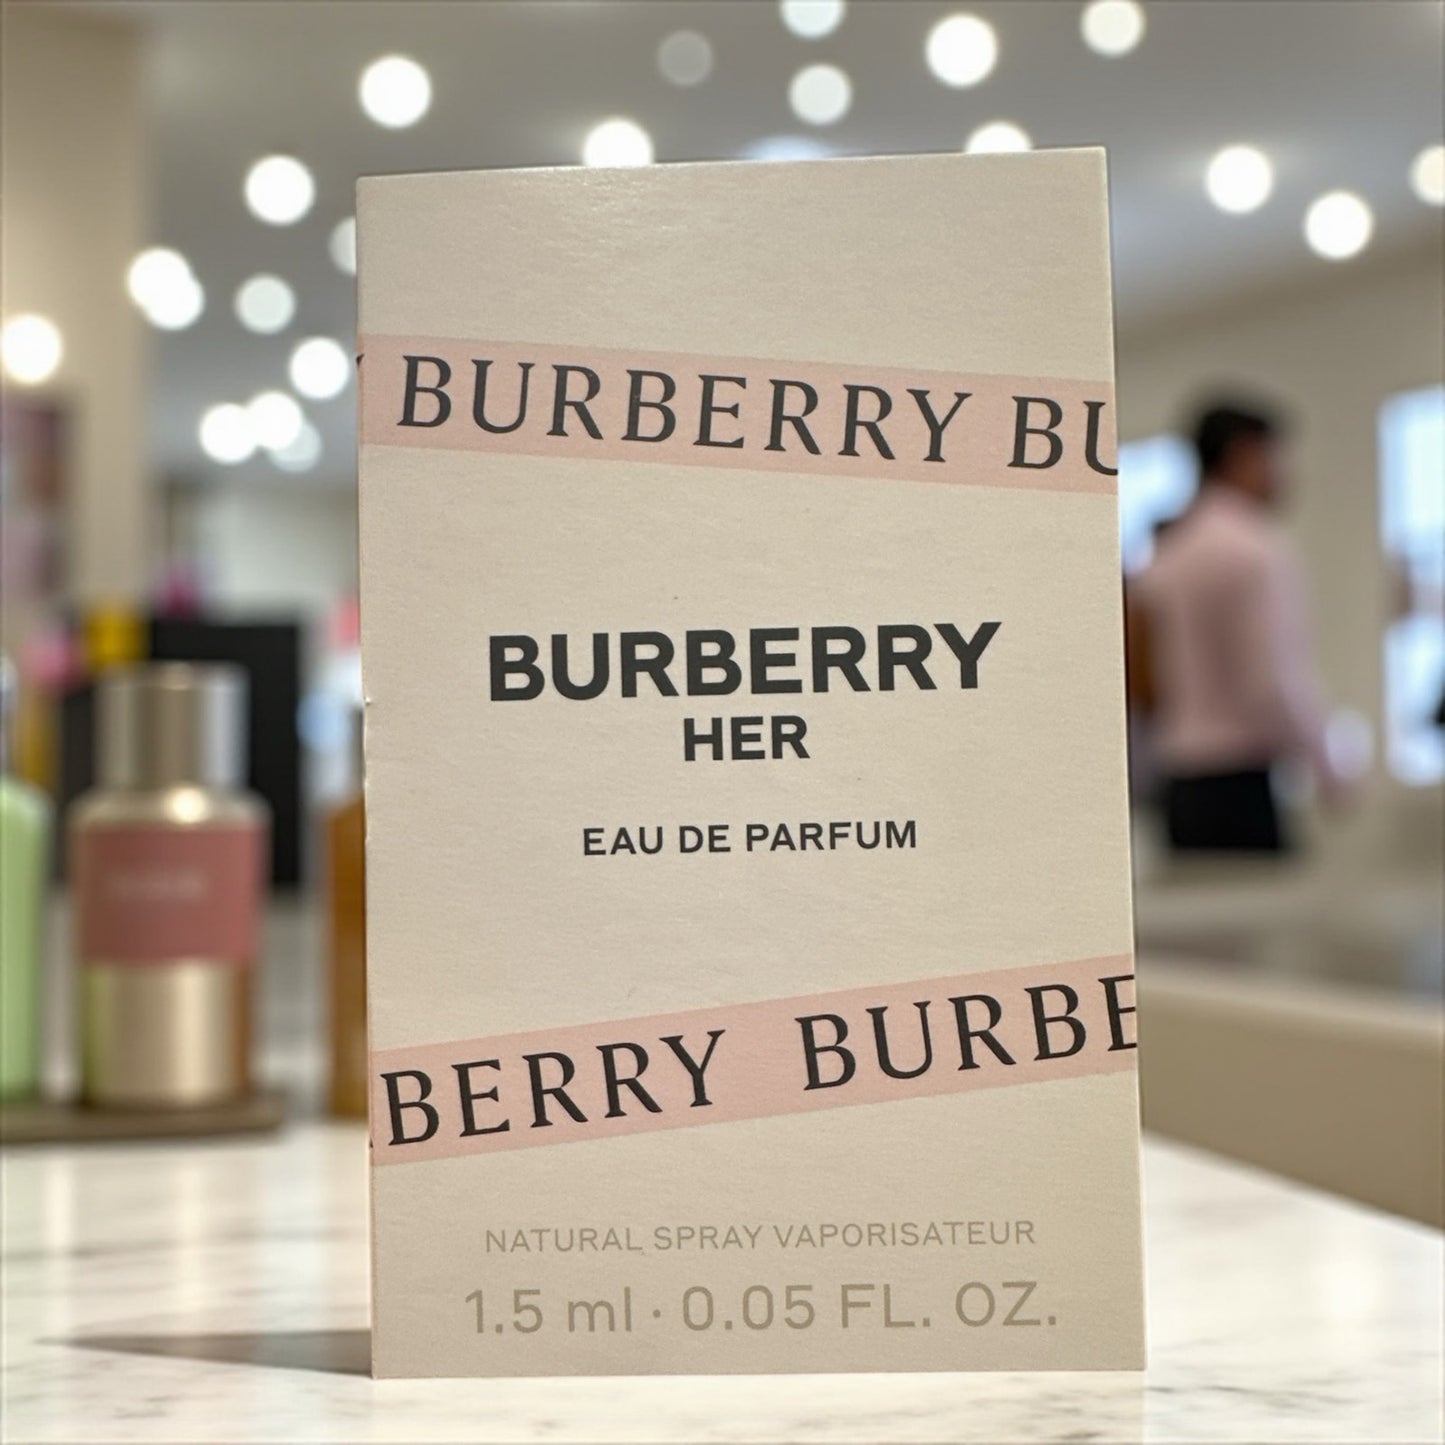 BURBERRY BU
BURBERRY
HER
EAU DE PARFUM
BERRY BURBE
NATURAL SPRAY VAPORISATEUR
1.5 ml · 0.05 FL. OZ.